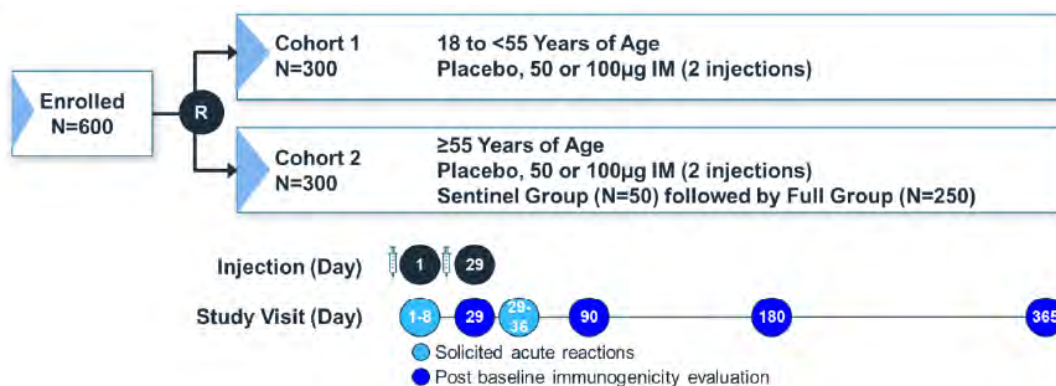 Enrolled
N=600
R
Cohort 1
N=300
18 to <55 Years of Age
Placebo, 50 or 100µg IM (2 injections)
Cohort 2
N=300
≥55 Years of Age
Placebo, 50 or 100µg IM (2 injections)
Sentinel Group (N=50) followed by Full Group (N=250)
Injection (Day)
1
29
Study Visit (Day)
1-8
29
29-
36
90
180
365
Solicited acute reactions
Post baseline immunogenicity evaluation